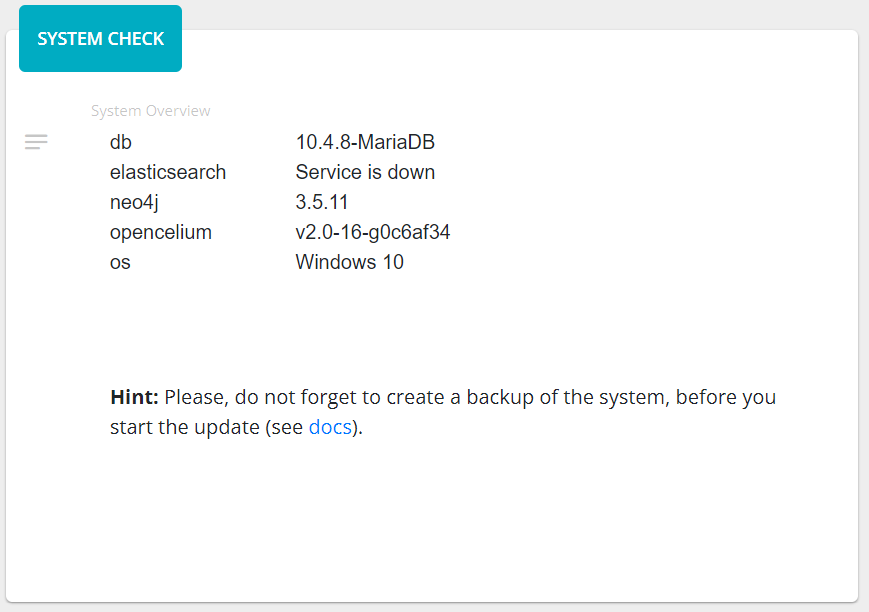 SYSTEM CHECK
System Overview
db 10.4.8-MariaDB
elasticsearch Service is down
neo4j 3.5.11
opencelium v2.0-16-g0c6af34
os Windows 10
Hint: Please, do not forget to create a backup of the system, before you
start the update (see docs).